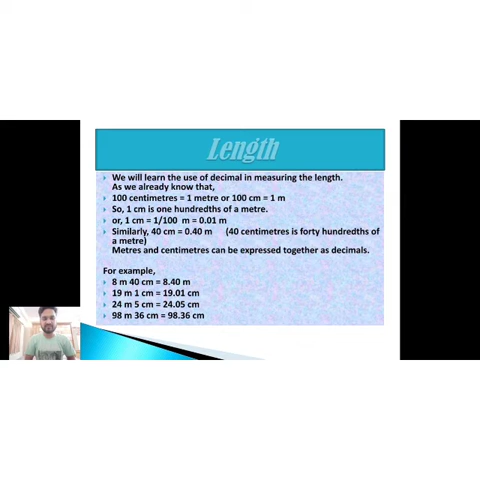 Length
We will learn the use of decimal in measuring the length.
As we already know that,
100 centimetres = 1 metre or 100 cm = 1 m
So, 1 cm is one hundredths of a metre.
or, 1 cm = 1/100 m = 0.01 m
Similarly, 40 cm = 0.40 m (40 centimetres is forty hundredths of
a metre)
Metres and centimetres can be expressed together as decimals.
For example,
8 m 40 cm = 8.40 m
19 m 1 cm = 19.01 cm
24 m 5 cm = 24.05 cm
98 m 36 cm = 98.36 cm